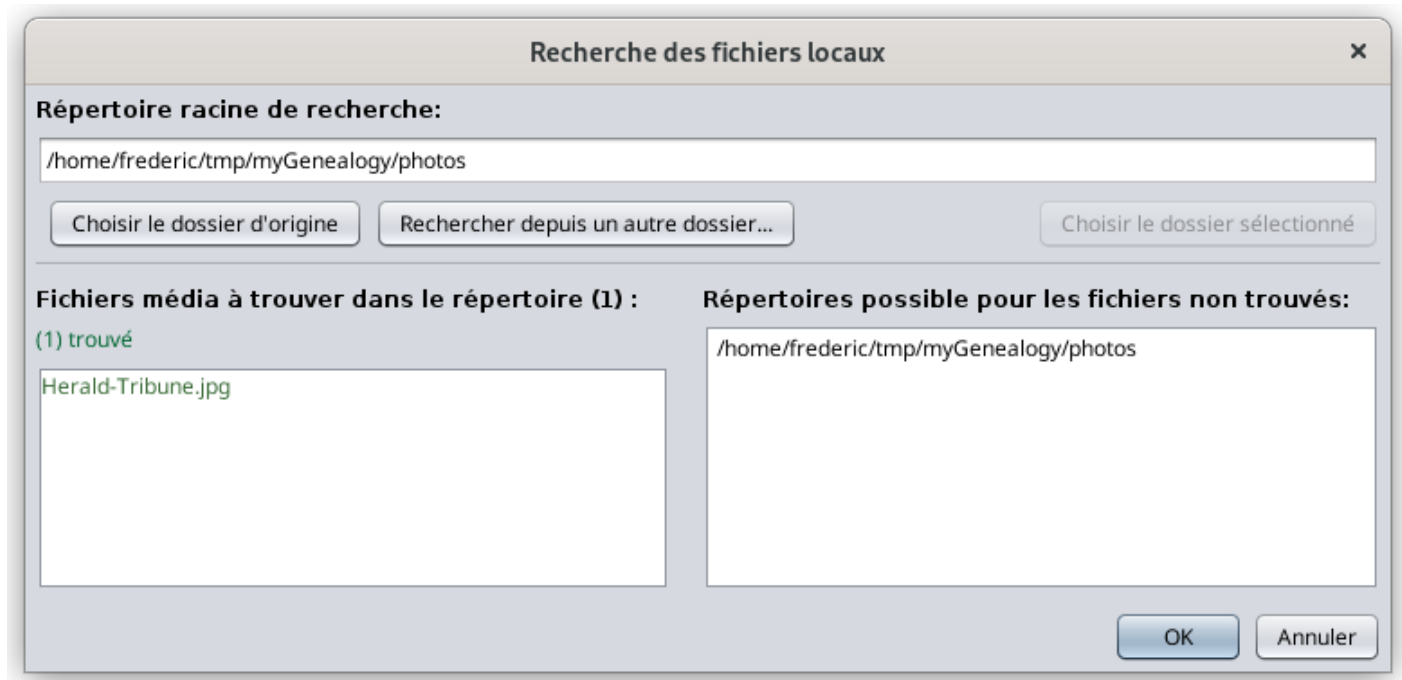 Recherche des fichiers locaux ×
Répertoire racine de recherche:
/home/frederic/tmp/myGenealogy/photos
Choisir le dossier d'origine Rechercher depuis un autre dossier... Choisir le dossier sélectionné
Fichiers média à trouver dans le répertoire (1) :
(1) trouvé
Herald-Tribune.jpg
Répertoires possible pour les fichiers non trouvés:
/home/frederic/tmp/myGenealogy/photos
OK Annuler